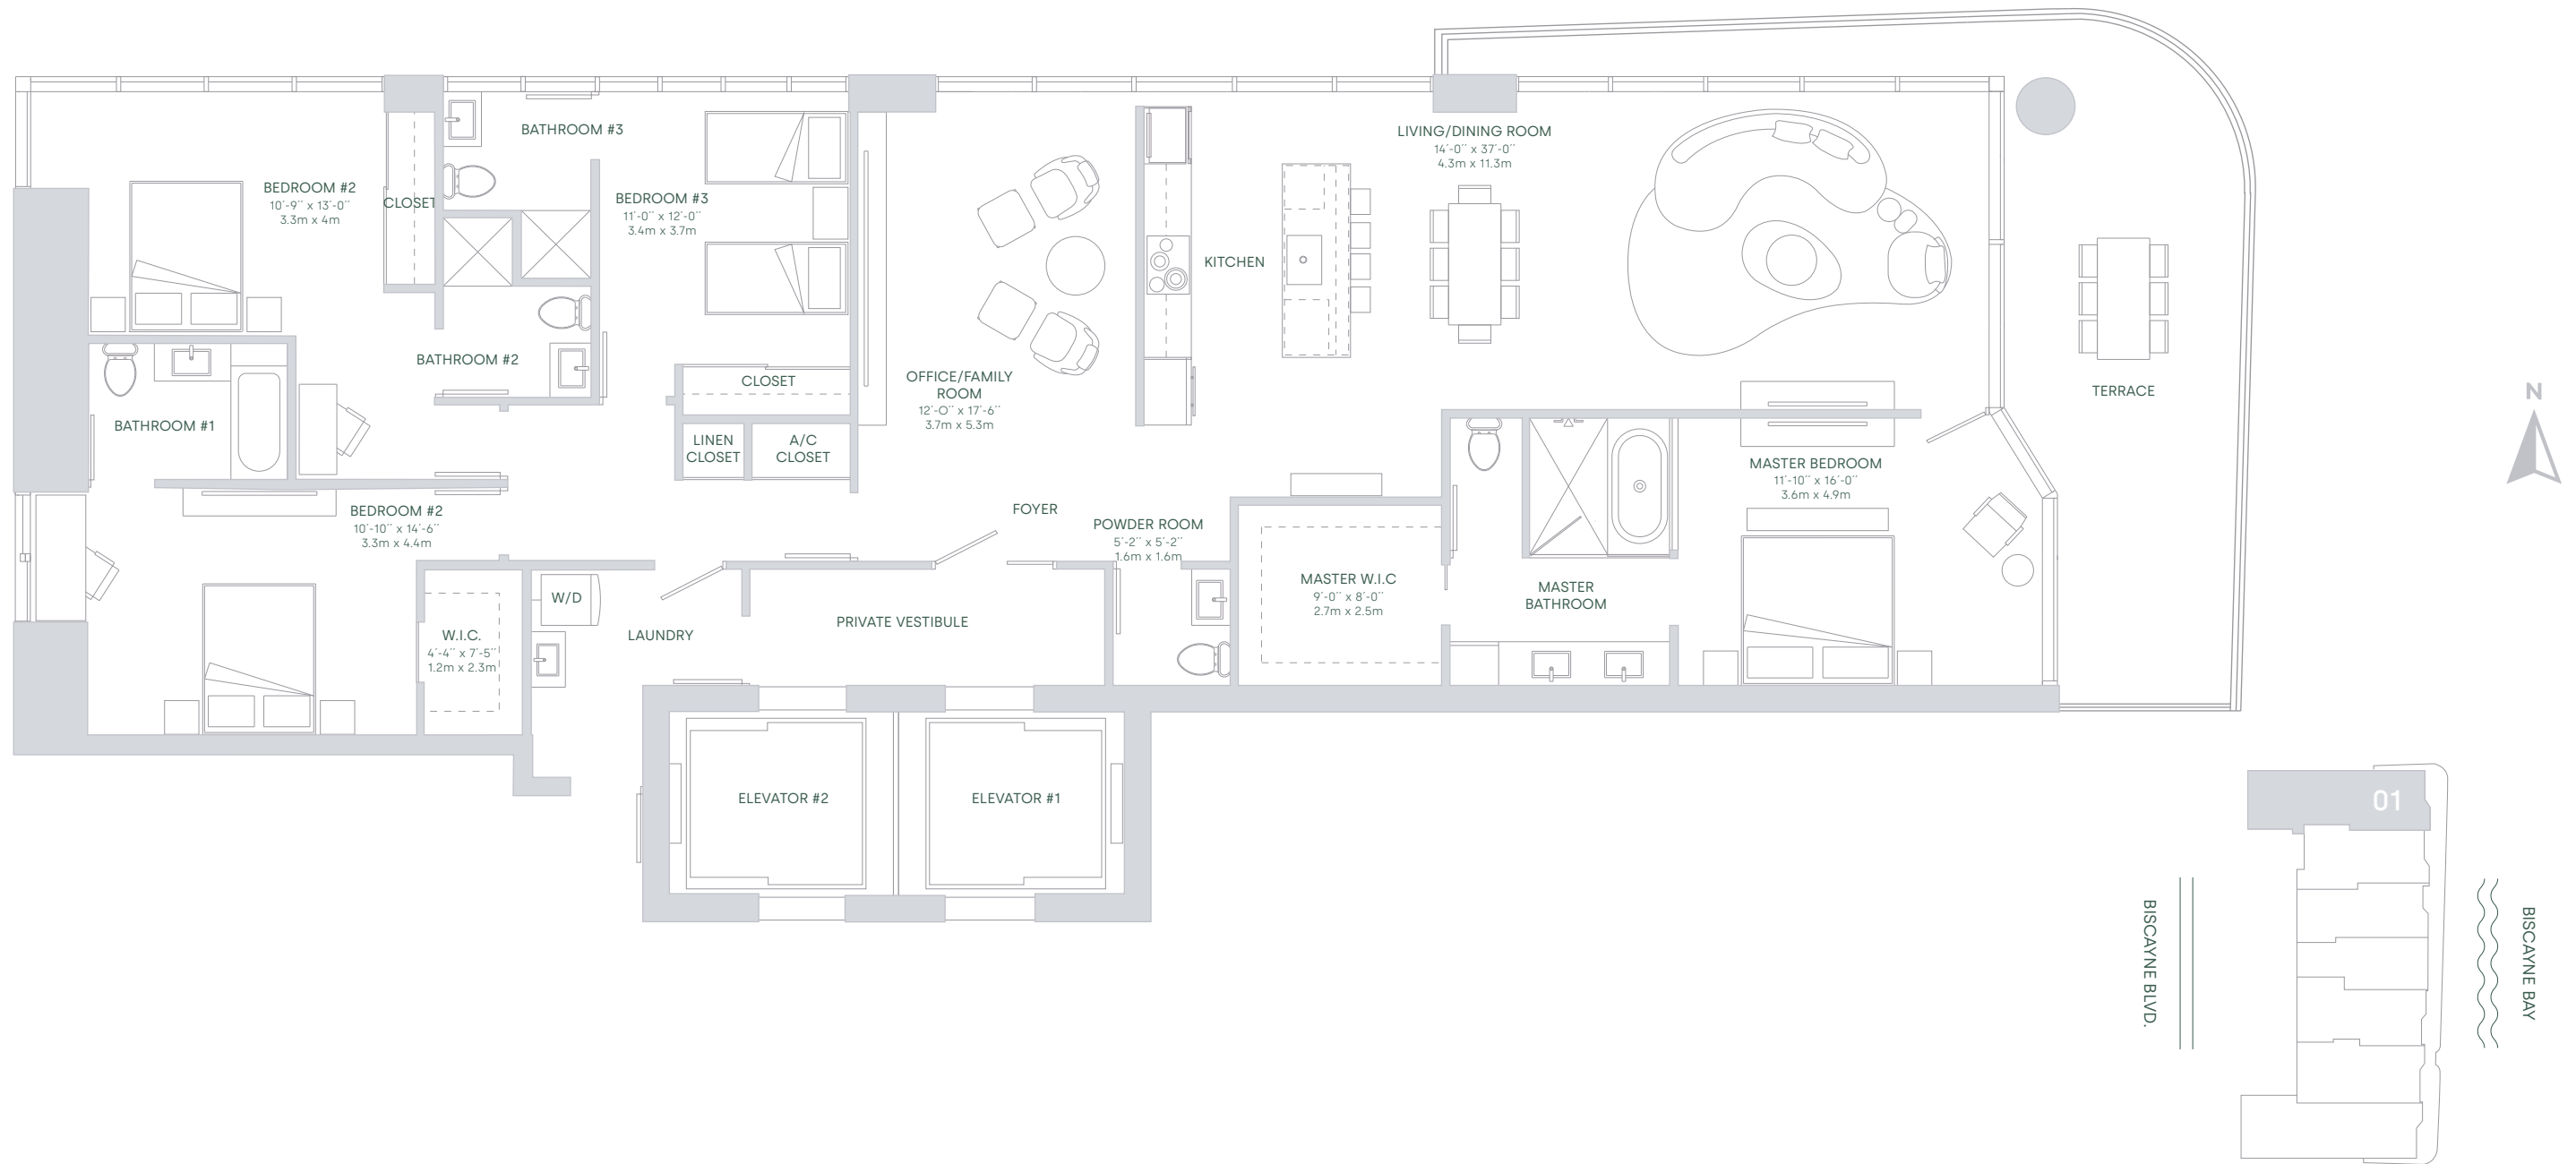 BATHROOM #3
LIVING/DINING ROOM
14´-0´´ x 37´-0´´
4.3m x 11.3m
BEDROOM #2
10´-9´´ x 13´-0´´
3.3m x 4m
CLOSET
BEDROOM #3
11´-0´´ x 12´-0´´
3.4m x 3.7m
KITCHEN
BATHROOM #2
CLOSET
OFFICE/FAMILY
ROOM
12´-O´´ x 17´-6´´
3.7m x 5.3m
TERRACE
N
BATHROOM #1
LINEN
CLOSET
A/C
CLOSET
MASTER BEDROOM
11´-10´´ x 16´-0´´
3.6m x 4.9m
BEDROOM #2
10´-10´´ x 14´-6´´
3.3m x 4.4m
FOYER
POWDER ROOM
5´-2´´ x 5´-2´´
1.6m x 1.6m
MASTER W.I.C
9´-0´´ x 8´-0´´
2.7m x 2.5m
MASTER
BATHROOM
W/D
LAUNDRY
PRIVATE VESTIBULE
W.I.C.
4´-4´´ x 7´-5´´
1.2m x 2.3m
ELEVATOR #2
ELEVATOR #1
01
BISCAYNE BLVD.
BISCAYNE BAY